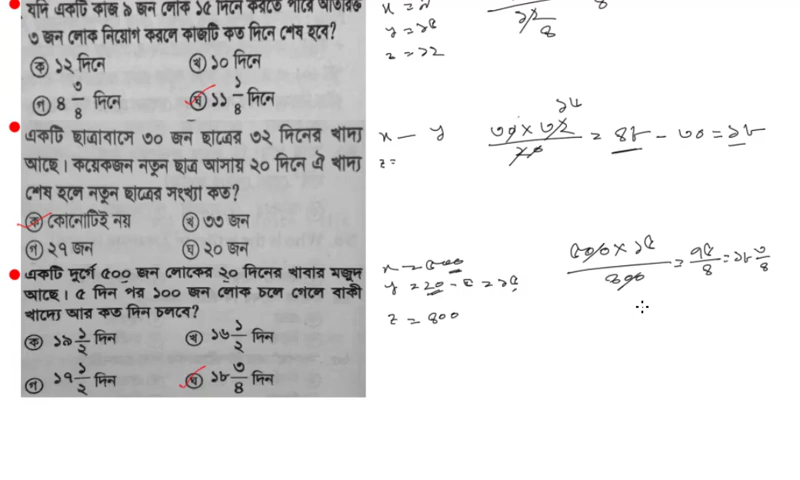 যদি একটি কাজ ৯ জন লোক ১৫ দিনে করতে পারে অতিরিক্ত
৩ জন লোক নিয়োগ করলে কাজটি কত দিনে শেষ হবে?
ক ১২ দিনে
খ ১০ দিনে
গ ৪ ৩/৪ দিনে
ঘ ১১ ১/৪ দিনে
একটি ছাত্রাবাসে ৩০ জন ছাত্রের ৩২ দিনের খাদ্য
আছে। কয়েকজন নতুন ছাত্র আসায় ২০ দিনে ঐ খাদ্য
শেষ হলে নতুন ছাত্রের সংখ্যা কত?
ক কোনোটিই নয়
খ ৩৩ জন
গ ২৭ জন
ঘ ২০ জন
একটি দুর্গে ৫০০ জন লোকের ২০ দিনের খাবার মজুদ
আছে। ৫ দিন পর ১০০ জন লোক চলে গেলে বাকী
খাদ্যে আর কত দিন চলবে?
ক ১৯ ১/২ দিন
খ ১৬ ১/২ দিন
গ ১৭ ১/২ দিন
ঘ ১৮ ৩/৪ দিন
x = ৯
y = ১৫
z = ১২
x — y
z =
= ৪৮ - ৩০ = ১৮
x = ৫০০
y = ২০ - ৫ = ১৫
z = ৪০০
৫০০ × ১৫ / ৪০০ = ৭৫/৪ = ১৮ ৩/৪